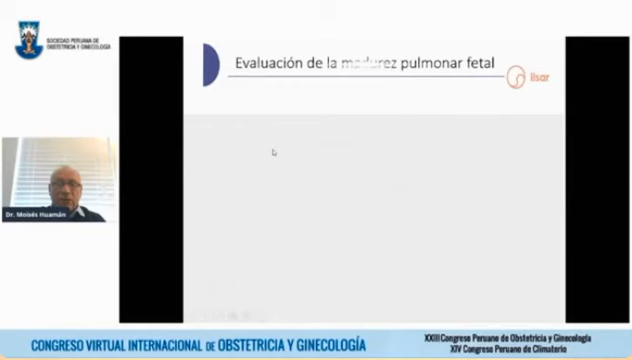 SOCIEDAD PERUANA DE
OBSTETRICIA Y GINECOLOGÍA
Evaluación de la madurez pulmonar fetal
lisar
Dr. Moisés Huamán
CONGRESO VIRTUAL INTERNACIONAL DE OBSTETRICIA Y GINECOLOGÍA
XXIII Congreso Peruano de Obstetricia y Ginecología
XIV Congreso Peruano de Climaterio